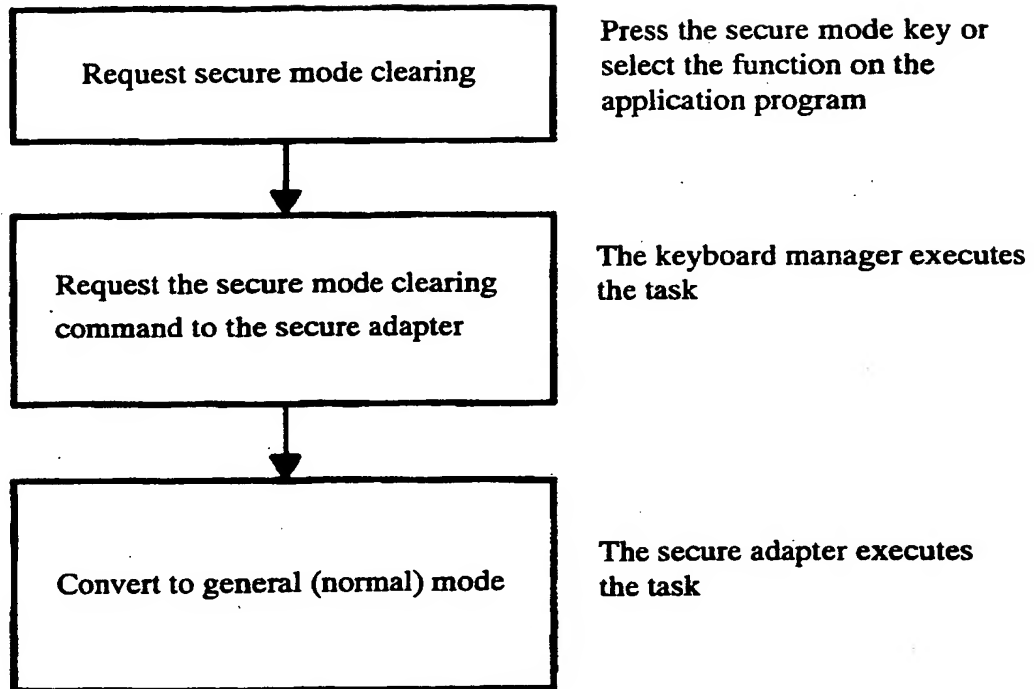 Request secure mode clearing
Press the secure mode key or
select the function on the
application program
Request the secure mode clearing
command to the secure adapter
The keyboard manager executes
the task
Convert to general (normal) mode
The secure adapter executes
the task